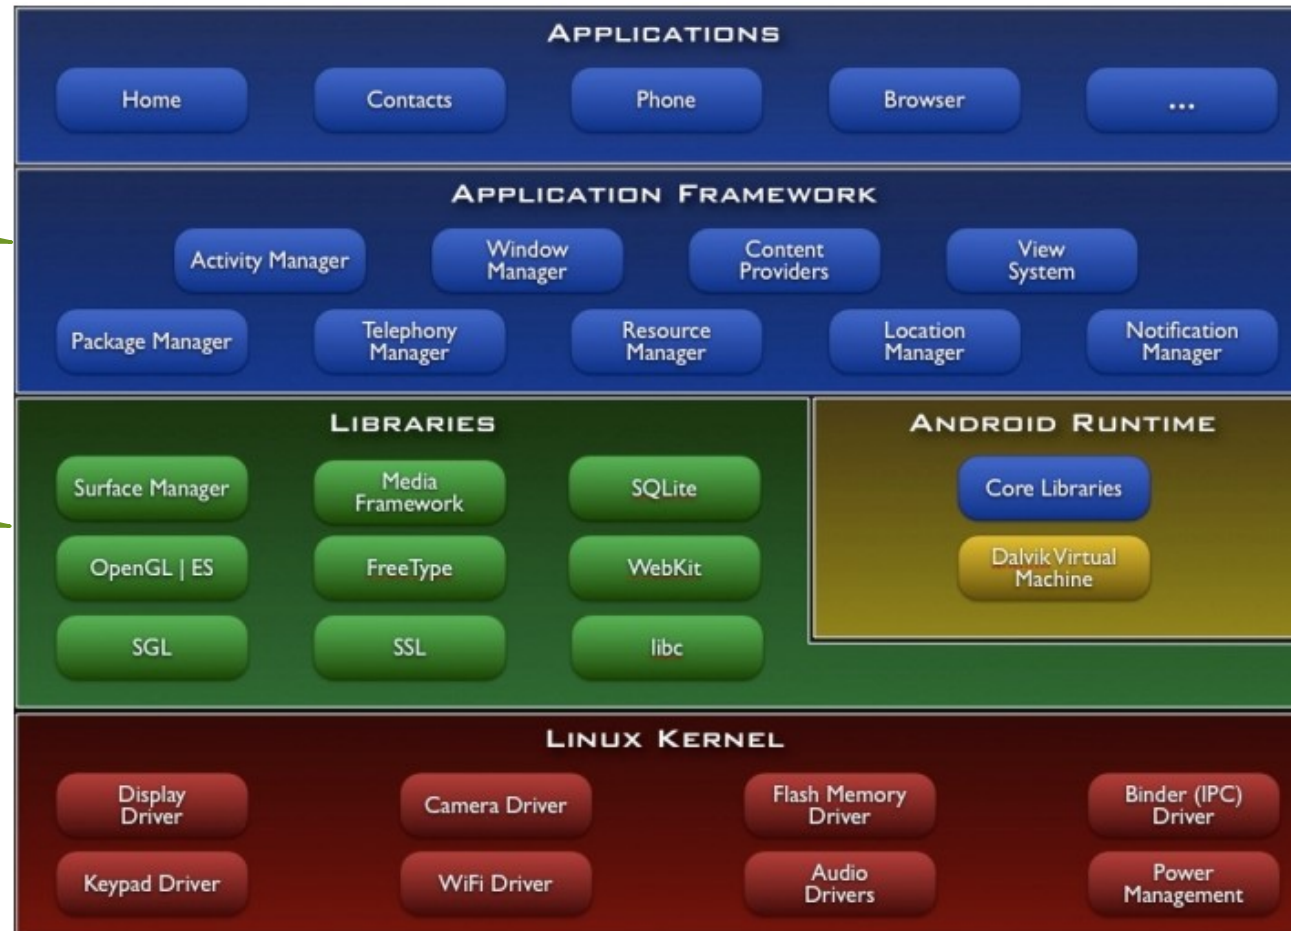 APPLICATIONS
Home
Contacts
Phone
Browser
...
APPLICATION FRAMEWORK
Activity Manager
Window
Manager
Content
Providers
View
System
Package Manager
Telephony
Manager
Resource
Manager
Location
Manager
Notification
Manager
LIBRARIES
Surface Manager
Media
Framework
SQLite
OpenGL | ES
FreeType
WebKit
SGL
SSL
libc
ANDROID RUNTIME
Core Libraries
Dalvik Virtual
Machine
LINUX KERNEL
Display
Driver
Camera Driver
Flash Memory
Driver
Binder (IPC)
Driver
Keypad Driver
WiFi Driver
Audio
Drivers
Power
Management